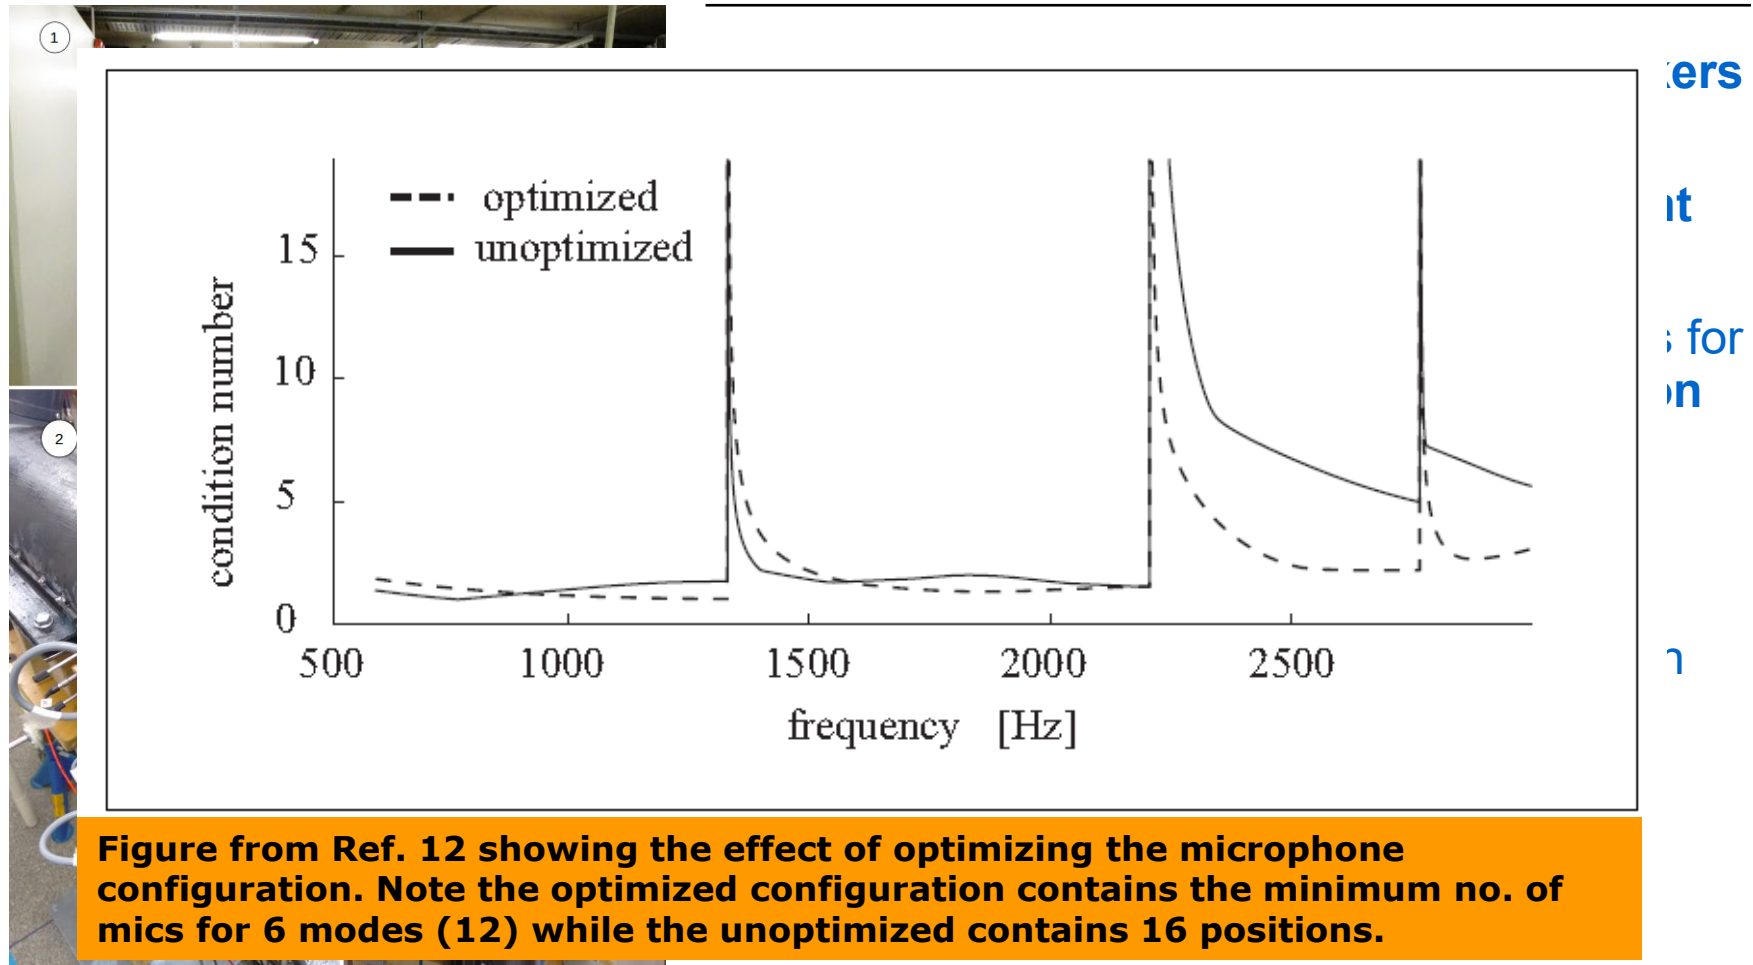 1
optimized
unoptimized
15
10
5
0
condition number
500 1000 1500 2000 2500
frequency [Hz]
2
for
Figure from Ref. 12 showing the effect of optimizing the microphone
configuration. Note the optimized configuration contains the minimum no. of
mics for 6 modes (12) while the unoptimized contains 16 positions.